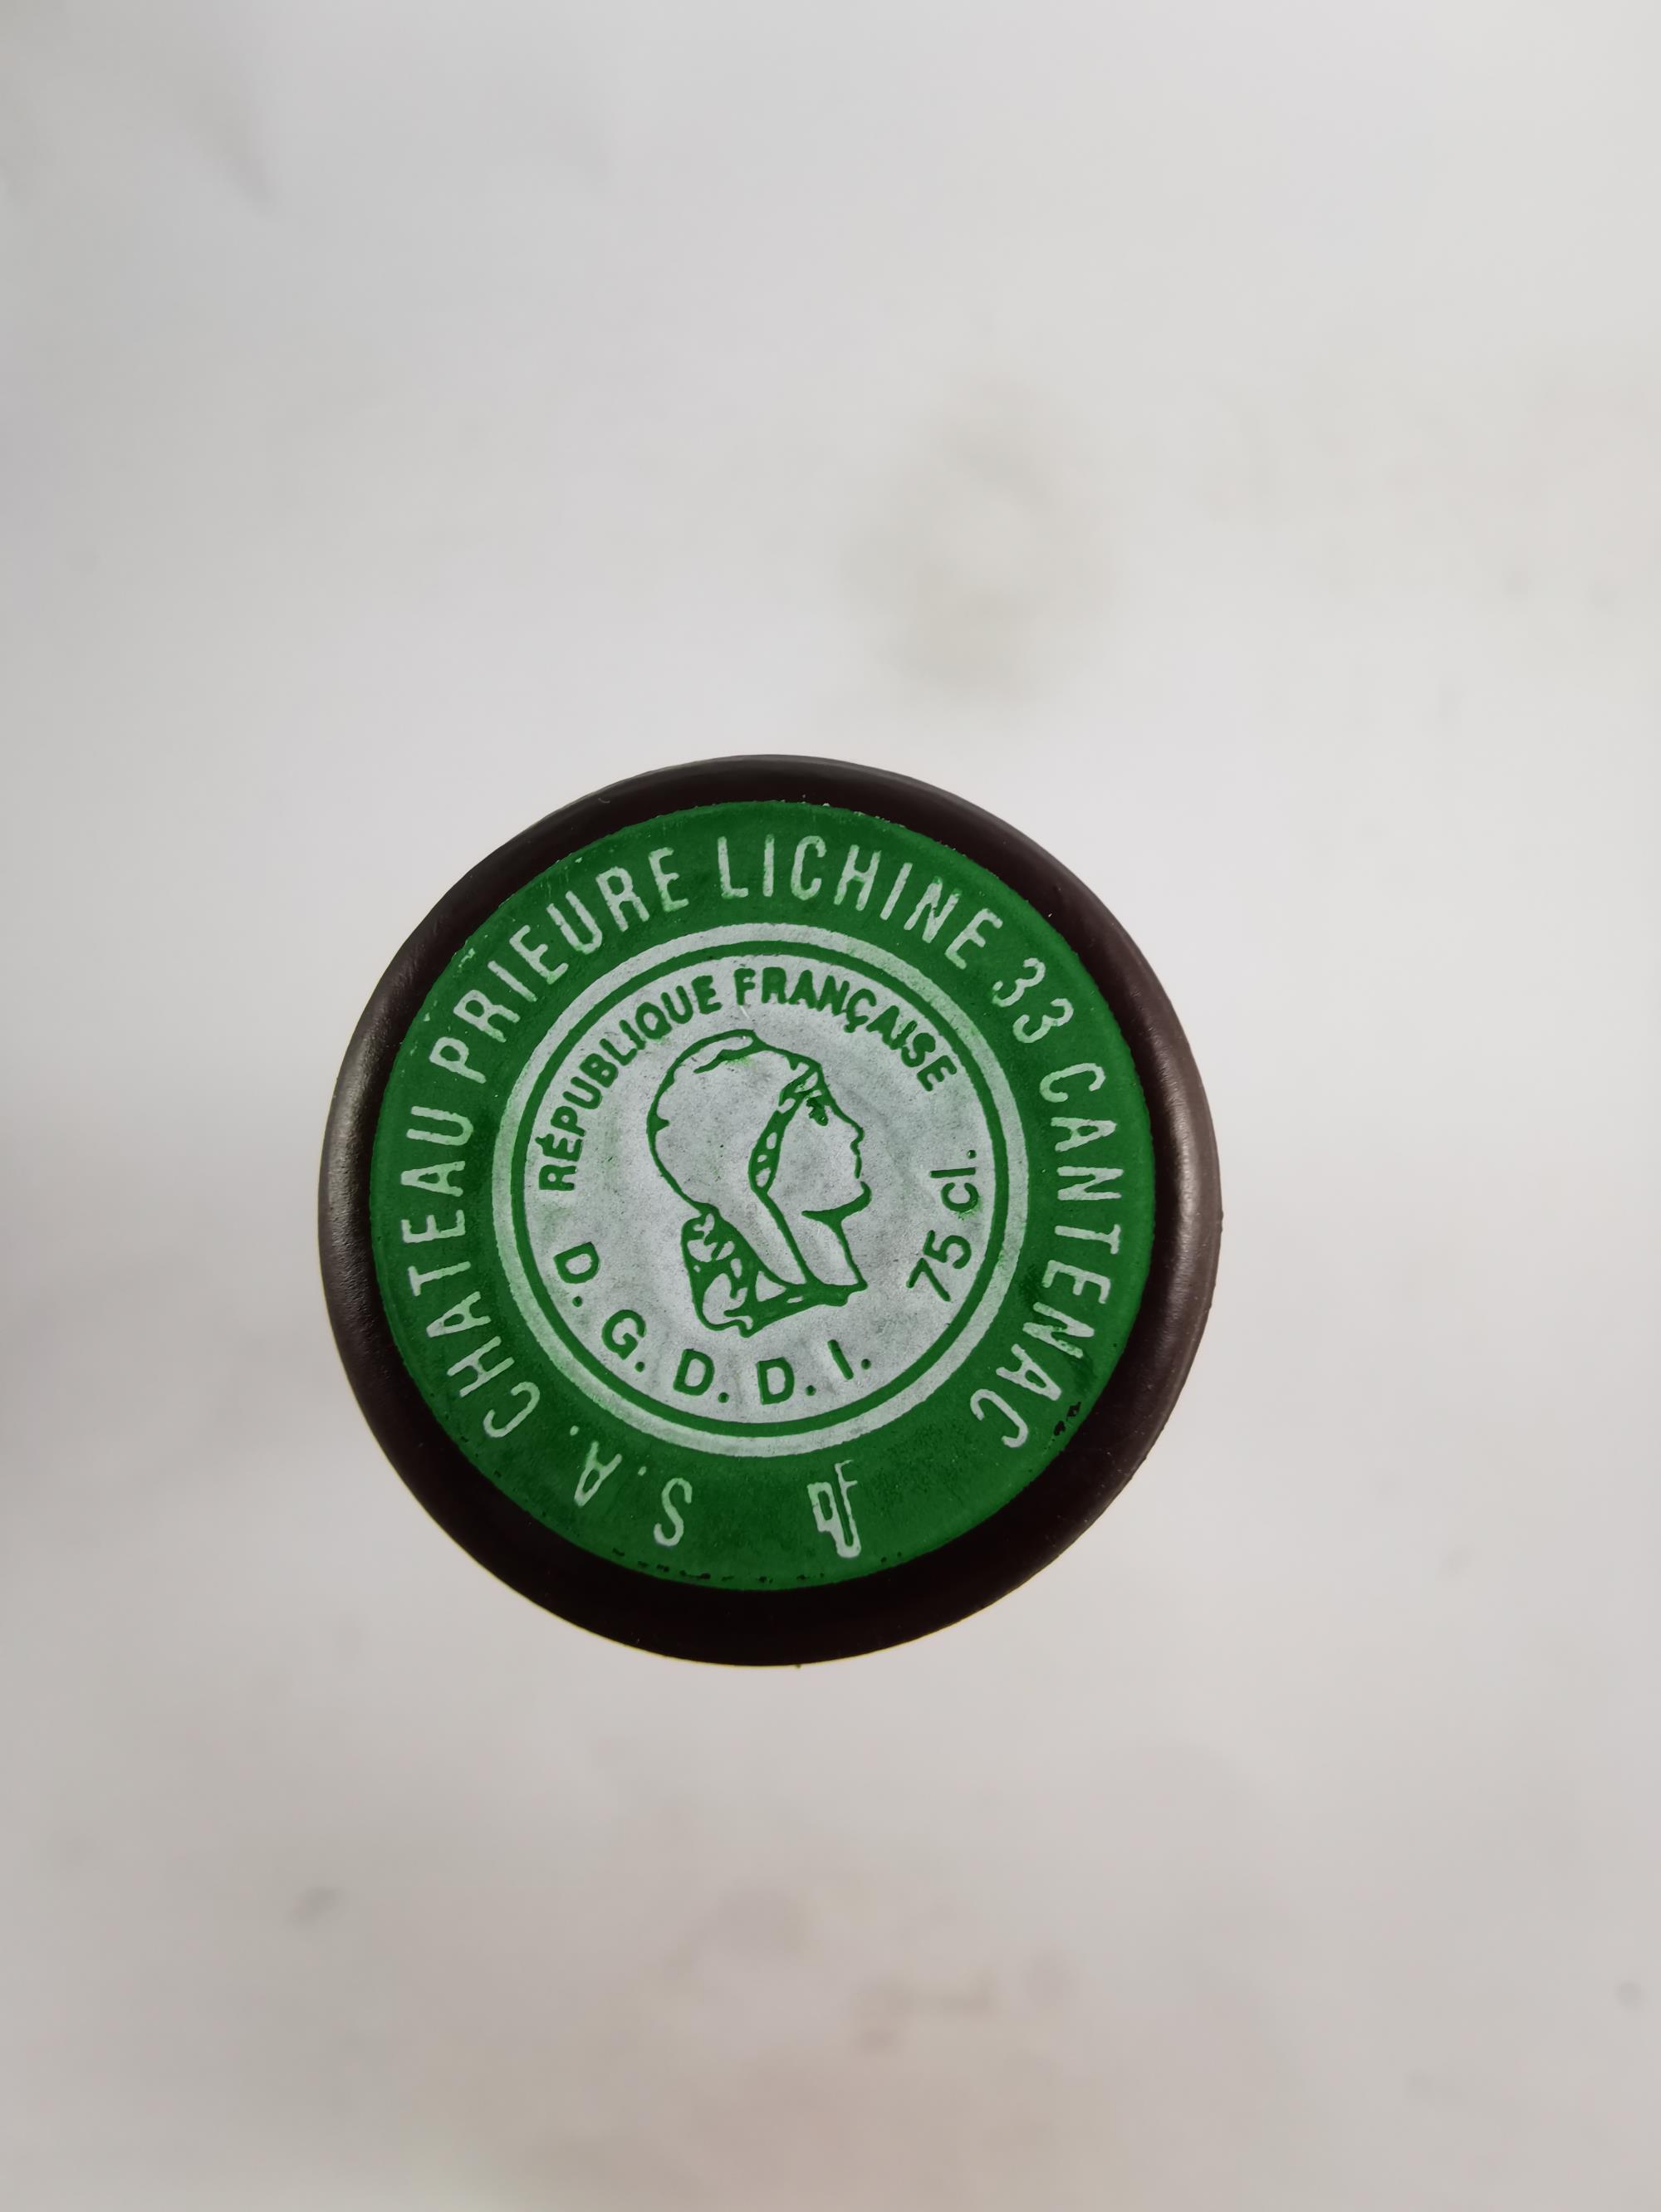 S.A. CHATEAU PRIEURE LICHINE 33 CANTENAC
RÉPUBLIQUE FRANÇAISE
75 cl.
D. G. D. D. I.